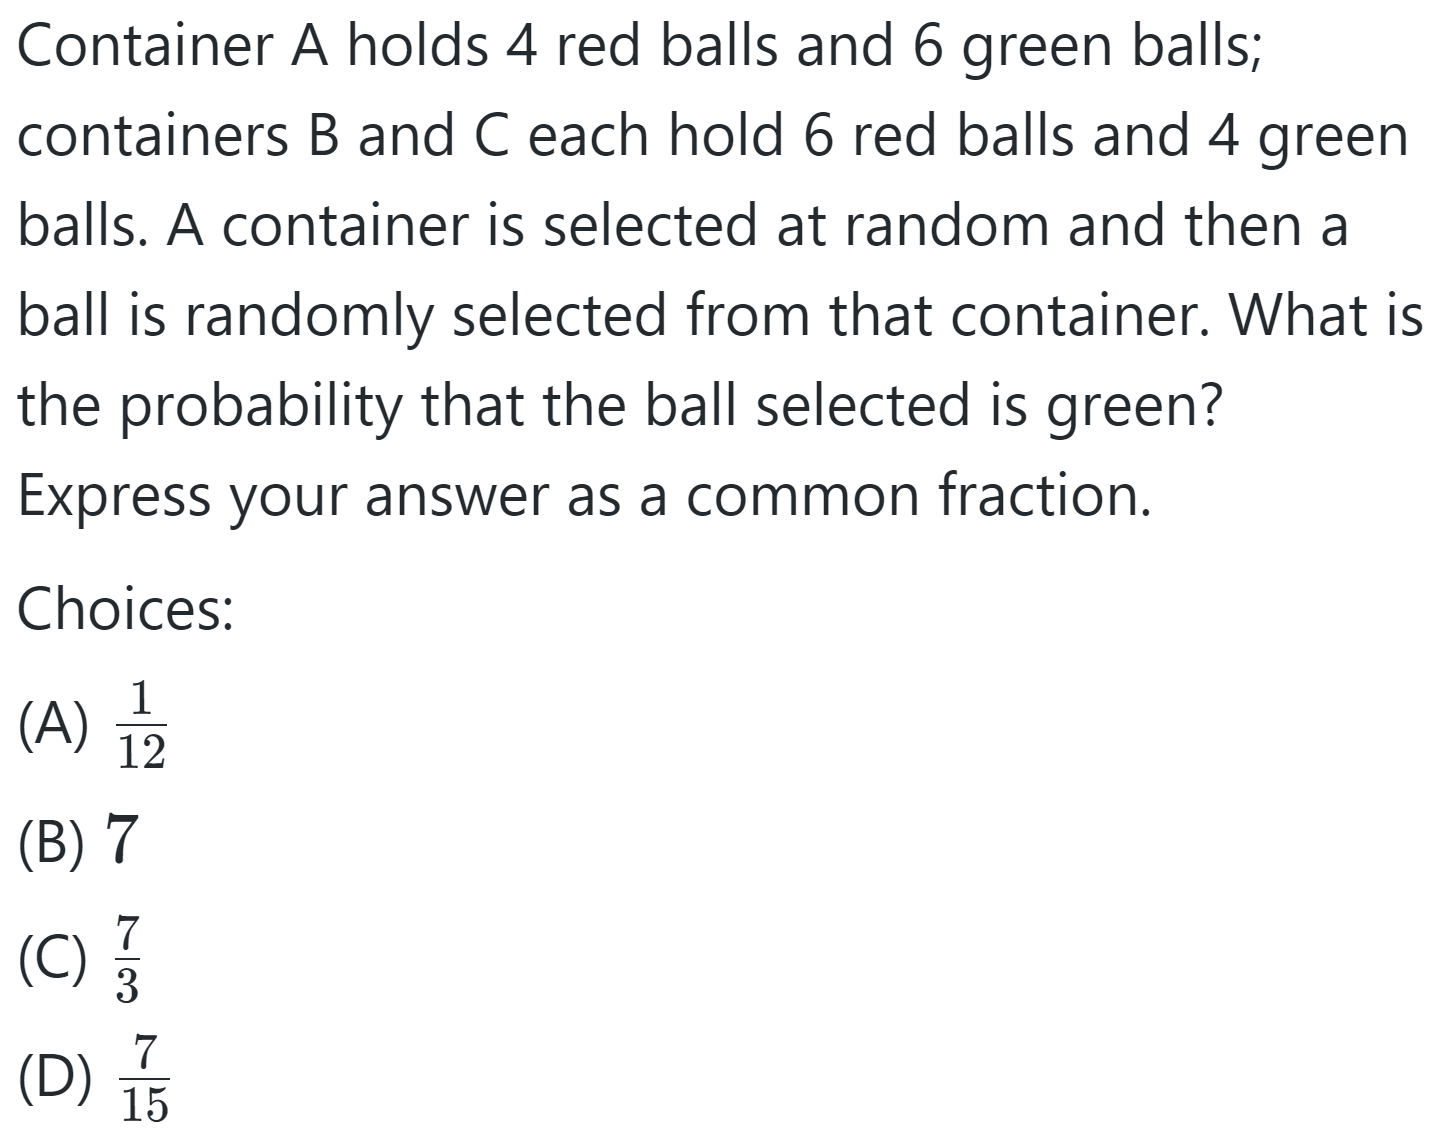 Container A holds 4 red balls and 6 green balls;
containers B and C each hold 6 red balls and 4 green
balls. A container is selected at random and then a
ball is randomly selected from that container. What is
the probability that the ball selected is green?
Express your answer as a common fraction.
Choices:
(A) \frac{1}{12}
(B) 7
(C) \frac{7}{3}
(D) \frac{7}{15}